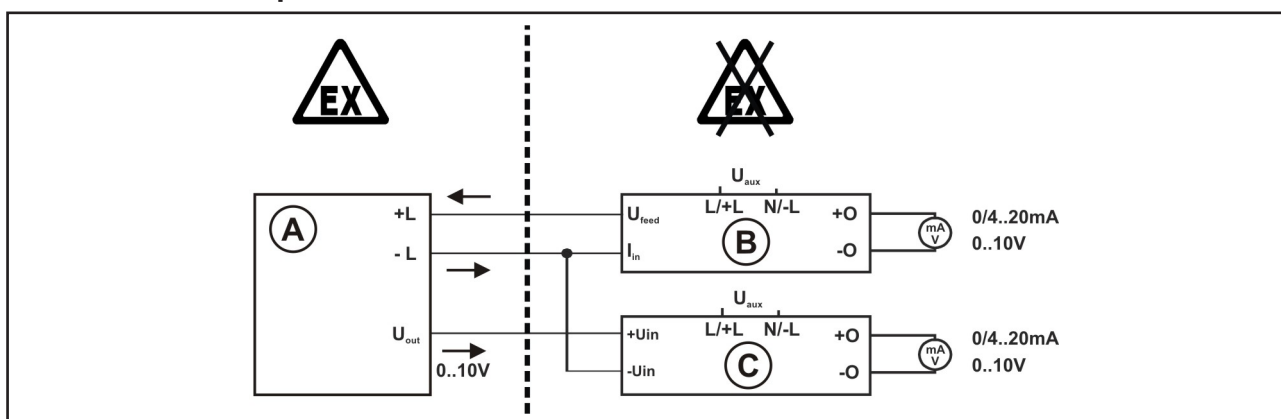 EX
EX
U aux
+L U feed L/+L N/-L +O 0/4..20mA
A mA V
- L I in B -O 0..10V
U aux
U out +Uin L/+L N/-L +O 0/4..20mA
0..10V mA V
-Uin C -O 0..10V